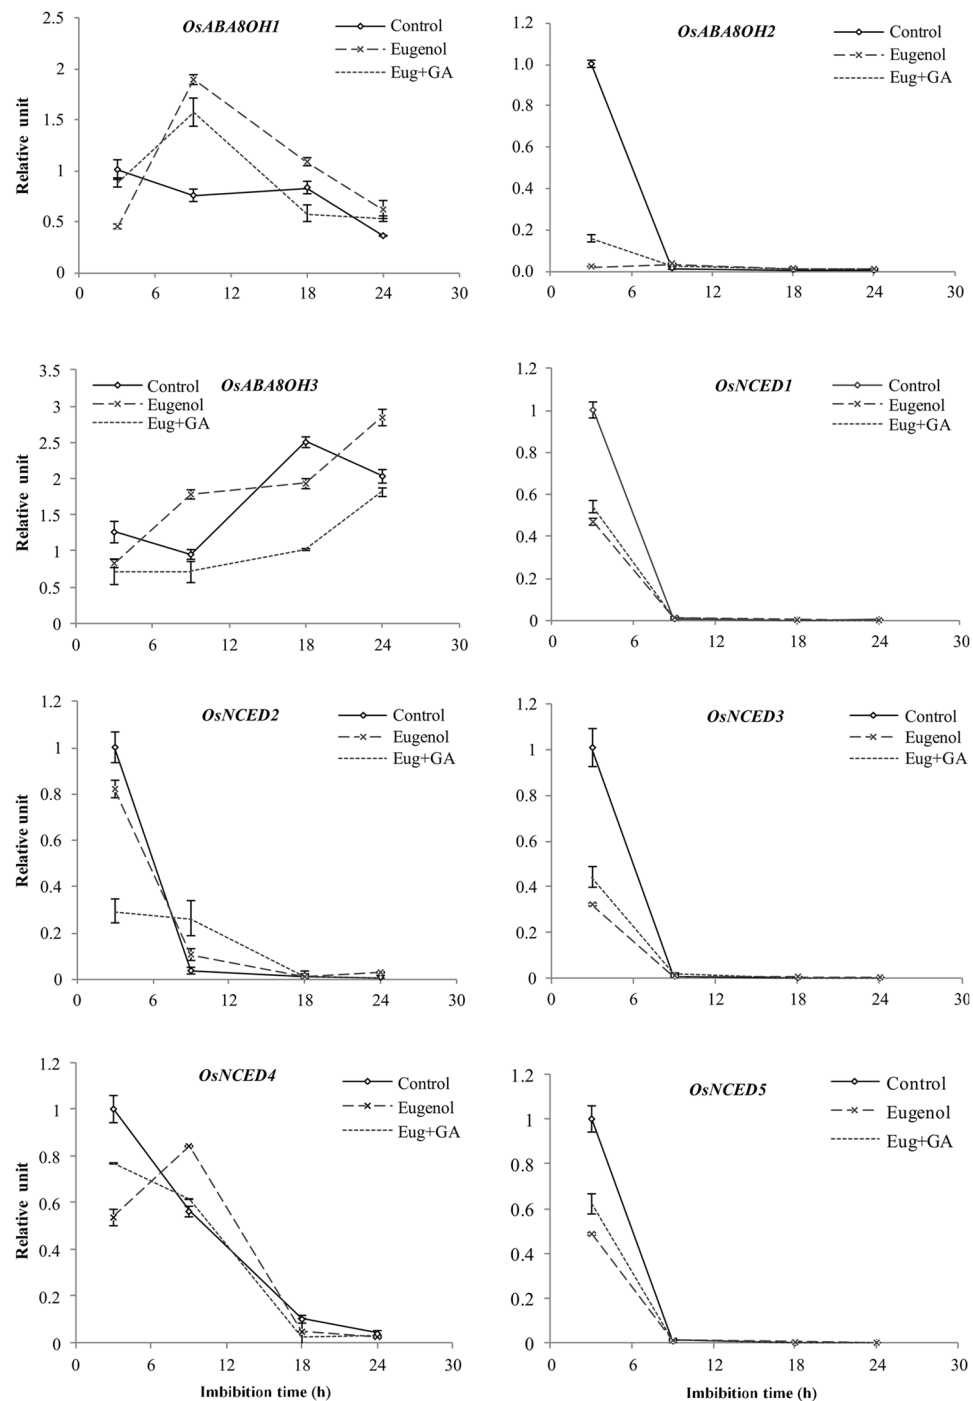 OsABA8OH1
Control
Eugenol
Eug+GA
Relative unit
2.5
2
1.5
1
0.5
0
0 6 12 18 24 30
OsABA8OH2
Control
Eugenol
Eug+GA
1.2
1.0
0.8
0.6
0.4
0.2
0.0
0 6 12 18 24 30
OsABA8OH3
Control
Eugenol
Eug+GA
Relative unit
3.5
3
2.5
2
1.5
1
0.5
0
0 6 12 18 24 30
OsNCED1
Control
Eugenol
Eug+GA
1.2
1
0.8
0.6
0.4
0.2
0
0 6 12 18 24 30
OsNCED2
Control
Eugenol
Eug+GA
Relative unit
1.2
1
0.8
0.6
0.4
0.2
0
0 6 12 18 24 30
OsNCED3
Control
Eugenol
Eug+GA
1.2
1
0.8
0.6
0.4
0.2
0
0 6 12 18 24 30
OsNCED4
Control
Eugenol
Eug+GA
Relative unit
1.2
1
0.8
0.6
0.4
0.2
0
0 6 12 18 24 30
Imbibition time (h)
OsNCED5
Control
Eugenol
Eug+GA
1.2
1
0.8
0.6
0.4
0.2
0
0 6 12 18 24 30
Imbibition time (h)